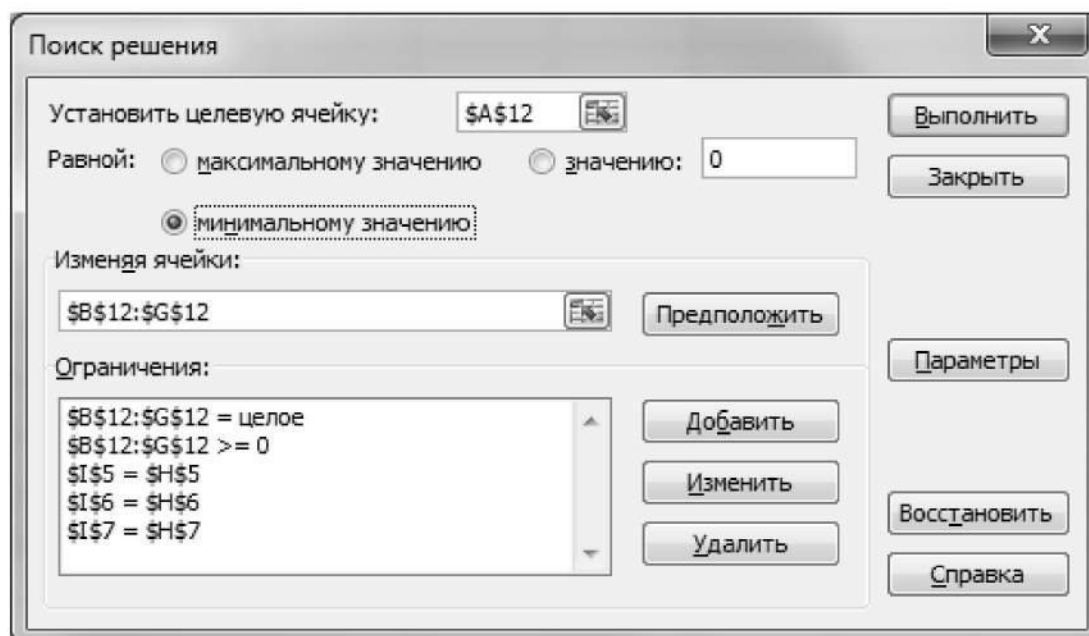 Поиск решения
Установить целевую ячейку: $A$12
Выполнить
Равной: максимальному значению значению: 0
Закрыть
минимальному значению
Изменяя ячейки:
$B$12:$G$12
Предположить
Параметры
Ограничения:
$B$12:$G$12 = целое
$B$12:$G$12 >= 0
$I$5 = $H$5
$I$6 = $H$6
$I$7 = $H$7
Добавить
Изменить
Удалить
Восстановить
Справка